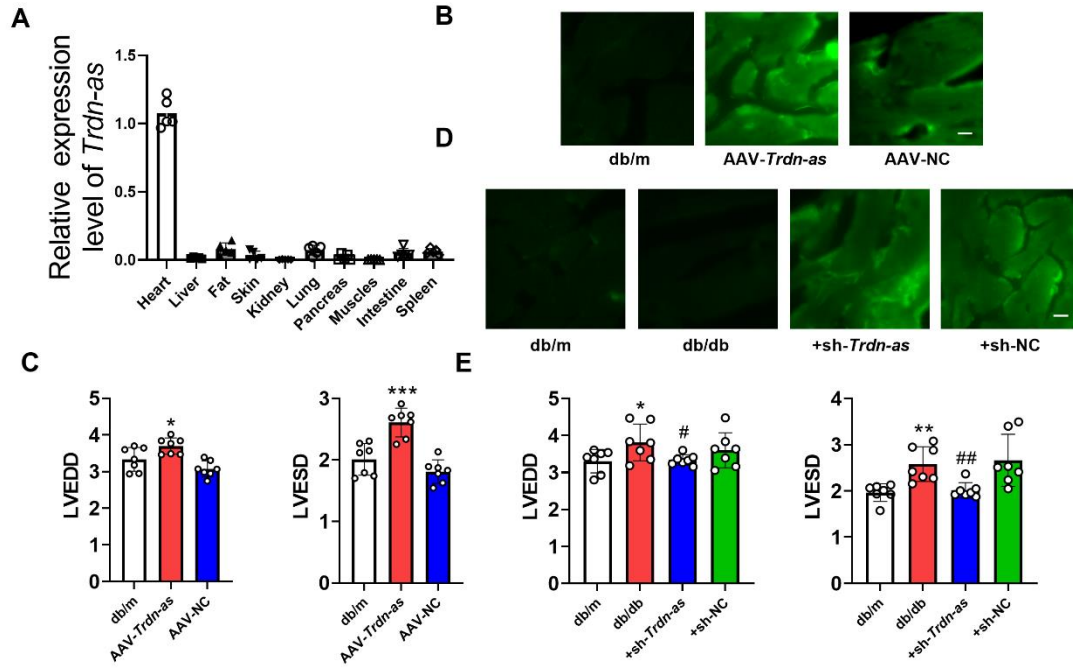 A
Relative expression
level of Trdn-as
1.5
1.0
0.5
0.0
Heart
Liver
Fat
Skin
Kidney
Lung
Pancreas
Muscles
Intestine
Spleen
B
db/m
AAV-Trdn-as
AAV-NC
D
db/m
db/db
+sh-Trdn-as
+sh-NC
C
LVEDD
5
4
3
2
1
0
*
db/m
AAV-Trdn-as
AAV-NC
LVESD
3
2
1
0
***
db/m
AAV-Trdn-as
AAV-NC
E
LVEDD
5
4
3
2
1
0
*
#
db/m
db/db
+sh-Trdn-as
+sh-NC
LVESD
4
3
2
1
0
**
##
db/m
db/db
+sh-Trdn-as
+sh-NC